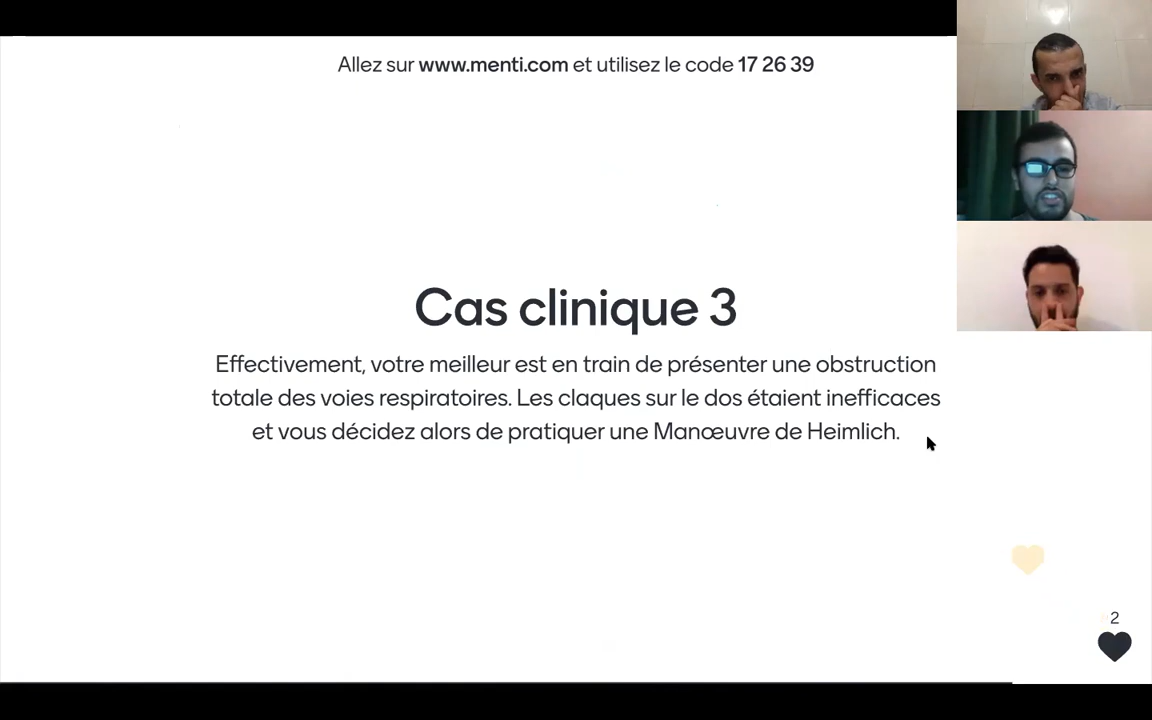 Allez sur www.menti.com et utilisez le code 17 26 39
Cas clinique 3
Effectivement, votre meilleur est en train de présenter une obstruction
totale des voies respiratoires. Les claques sur le dos étaient inefficaces
et vous décidez alors de pratiquer une Manœuvre de Heimlich.
2